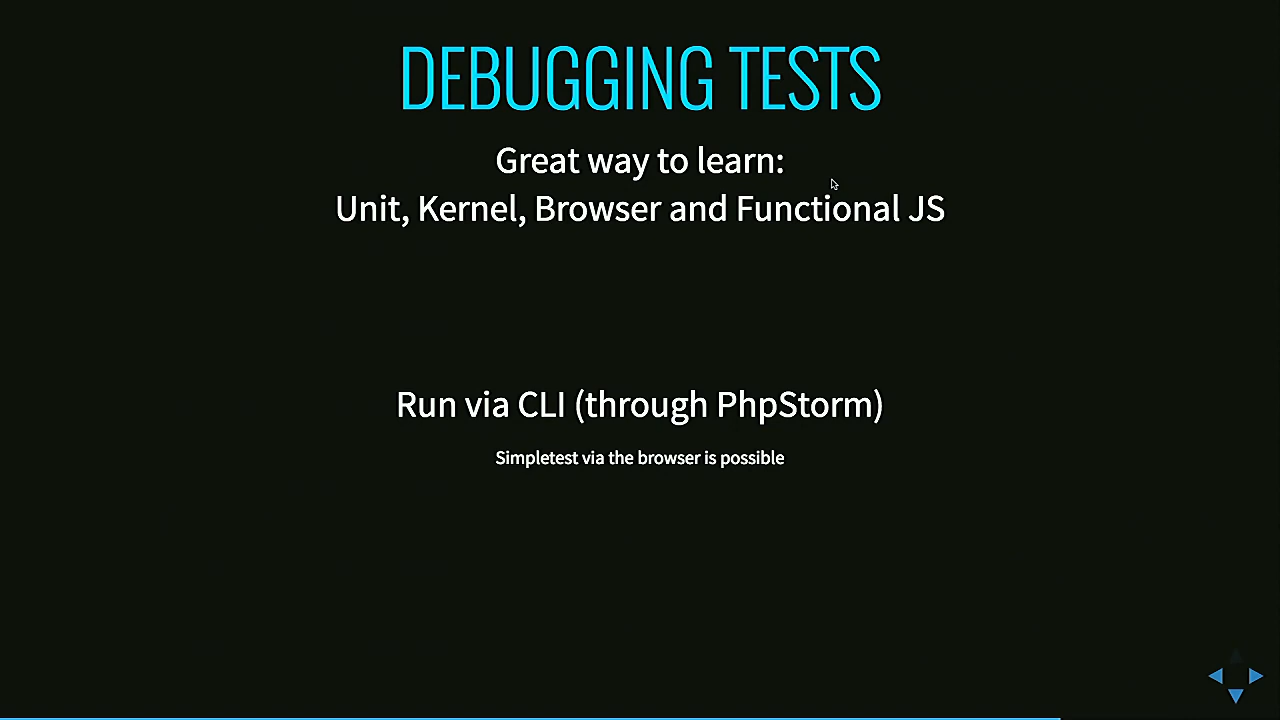 DEBUGGING TESTS
Great way to learn:
Unit, Kernel, Browser and Functional JS
Run via CLI (through PhpStorm)
Simpletest via the browser is possible